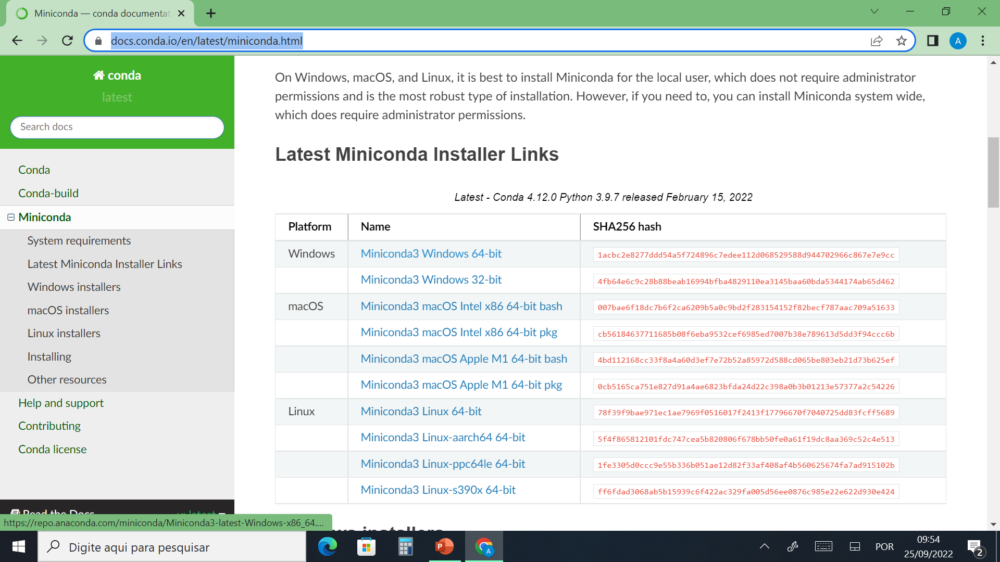 Miniconda — conda documentat
docs.conda.io/en/latest/miniconda.html
A
conda
latest
Search docs
Conda
Conda-build
Miniconda
System requirements
Latest Miniconda Installer Links
Windows installers
macOS installers
Linux installers
Installing
Other resources
Help and support
Contributing
Conda license
Read the Docs
v: latest
https://repo.anaconda.com/miniconda/Miniconda3-latest-Windows-x86_64....
On Windows, macOS, and Linux, it is best to install Miniconda for the local user, which does not require administrator
permissions and is the most robust type of installation. However, if you need to, you can install Miniconda system wide,
which does require administrator permissions.
Latest Miniconda Installer Links
Latest - Conda 4.12.0 Python 3.9.7 released February 15, 2022
Platform Name SHA256 hash
Windows Miniconda3 Windows 64-bit 1acbc2e8277ddd54a5f724896c7edee112d068529588d944702966c867e7e9cc
Miniconda3 Windows 32-bit 4fb64e6c9c28b88beab16994bfba4829110ea3145baa60bda5344174ab65d462
macOS Miniconda3 macOS Intel x86 64-bit bash 007bae6f18dc7b6f2ca6209b5a0c9bd2f283154152f82becf787aac709a51633
Miniconda3 macOS Intel x86 64-bit pkg cb56184637711685b08f6eba9532cef6985ed7007b38e789613d5dd3f94ccc6b
Miniconda3 macOS Apple M1 64-bit bash 4bd112168cc33f8a4a60d3ef7e72b52a85972d588cd065be803eb21d73b625ef
Miniconda3 macOS Apple M1 64-bit pkg 0cb5165ca751e827d91a4ae6823bfda24d22c398a0b3b01213e57377a2c54226
Linux Miniconda3 Linux 64-bit 78f39f9bae971ec1ae7969f0516017f2413f17796670f7040725dd83fcff5689
Miniconda3 Linux-aarch64 64-bit 5f4f865812101fdc747cea5b820806f678bb50fe0a61f19dc8aa369c52c4e513
Miniconda3 Linux-ppc64le 64-bit 1fe3305d0ccc9e55b336b051ae12d82f33af408af4b560625674fa7ad915102b
Miniconda3 Linux-s390x 64-bit ff6fdad3068ab5b15939c6f422ac329fa005d56ee0876c985e22e622d930e424
installers
Digite aqui para pesquisar
P
A
POR
09:54
25/09/2022
2